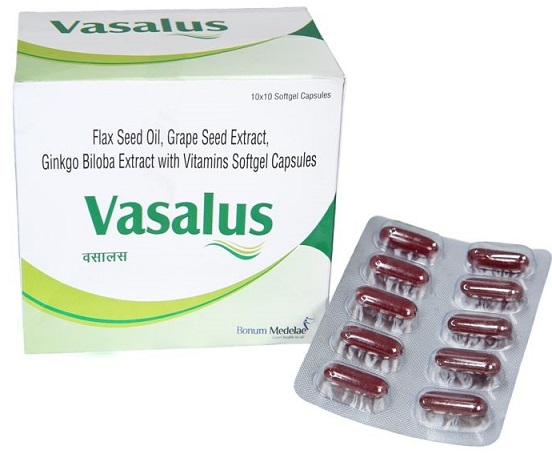 Vasalus
10x10 Softgel Capsules
Flax Seed Oil, Grape Seed Extract,
Ginkgo Biloba Extract with Vitamins Softgel Capsules
Vasalus
वसालस
Bonum Medelae